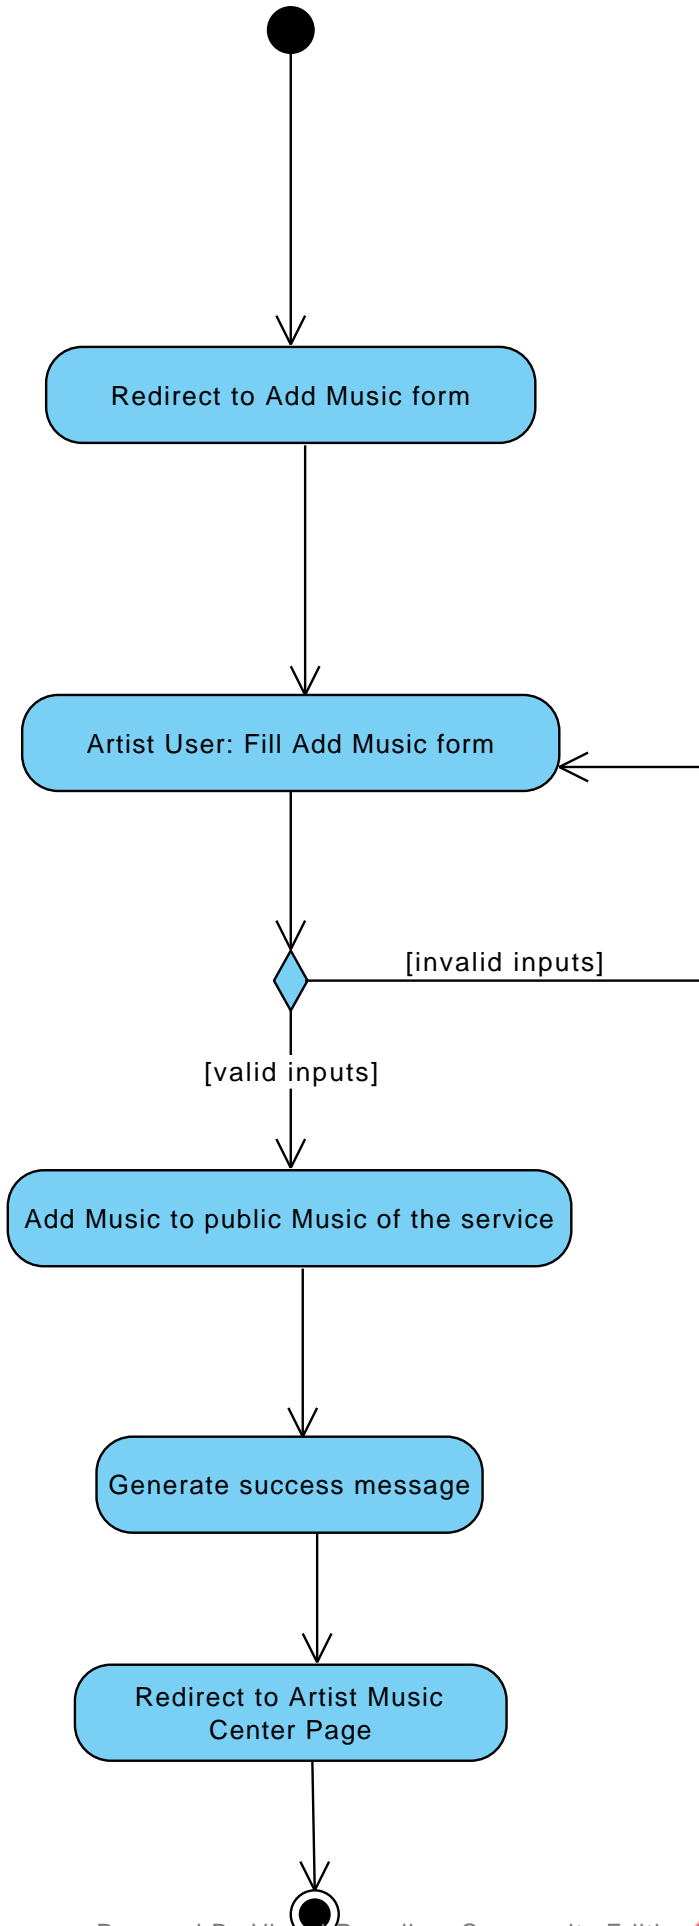 Redirect to Add Music form
Artist User: Fill Add Music form
[invalid inputs]
[valid inputs]
Add Music to public Music of the service
Generate success message
Redirect to Artist Music
Center Page